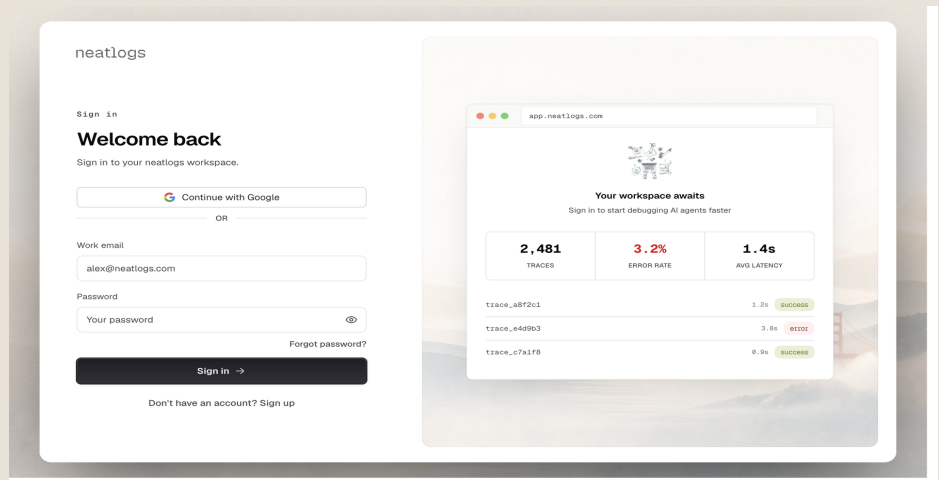 neatlogs
Sign in
Welcome back
Sign in to your neatlogs workspace.
Continue with Google
OR
Work email
alex@neatlogs.com
Password
Your password
Forgot password?
Sign in →
Don't have an account? Sign up
app.neatlogs.com
Your workspace awaits
Sign in to start debugging AI agents faster
2,481 3.2% 1.4s
TRACES ERROR RATE AVG LATENCY
trace_a8f2c1 1.2s success
trace_e4d9b3 3.8s error
trace_c7a1f8 0.9s success